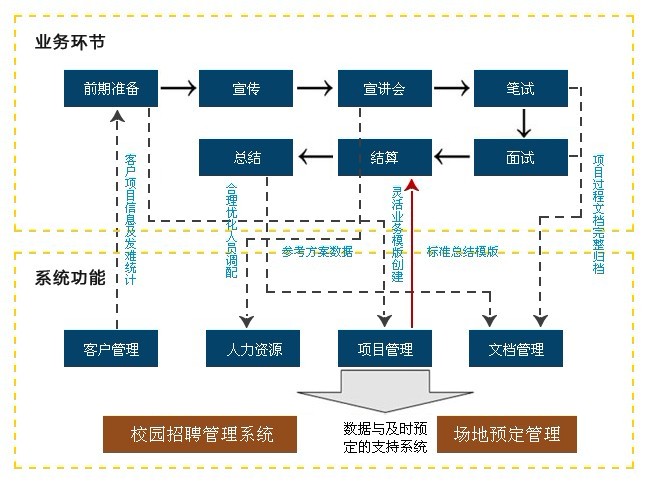 业务环节
前期准备
宣传
宣讲会
笔试
总结
结算
面试
客户项目信息及发难统计
合理优化人员调配
参考方案数据
灵活业务模版创建
标准总结模版
项目过程文档完整归档
系统功能
客户管理
人力资源
项目管理
文档管理
校园招聘管理系统
数据与及时预
定的支持系统
场地预定管理